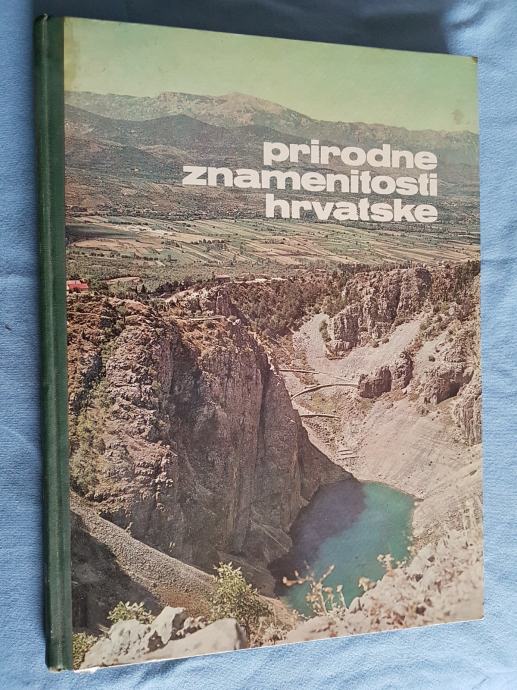 prirodne
znamenitosti
hrvatske